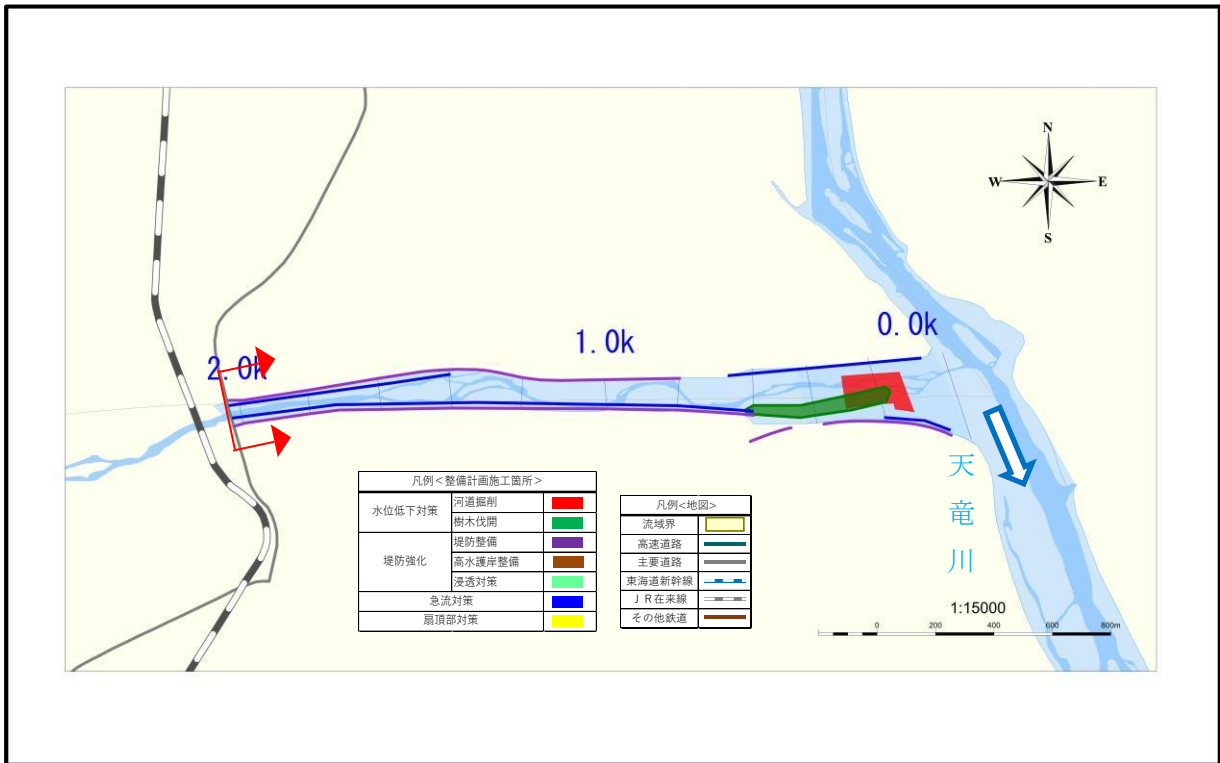 N
W E
S
0.0k
1.0k
2.0k
天竜川
凡例<整備計画施工箇所>
水位低下対策
河道掘削
樹木伐開
堤防強化
堤防整備
高水護岸整備
浸透対策
急流対策
扇頂部対策
凡例<地図>
流域界
高速道路
主要道路
東海道新幹線
ＪＲ在来線
その他鉄道
1:15000
0 200 400 600 800m